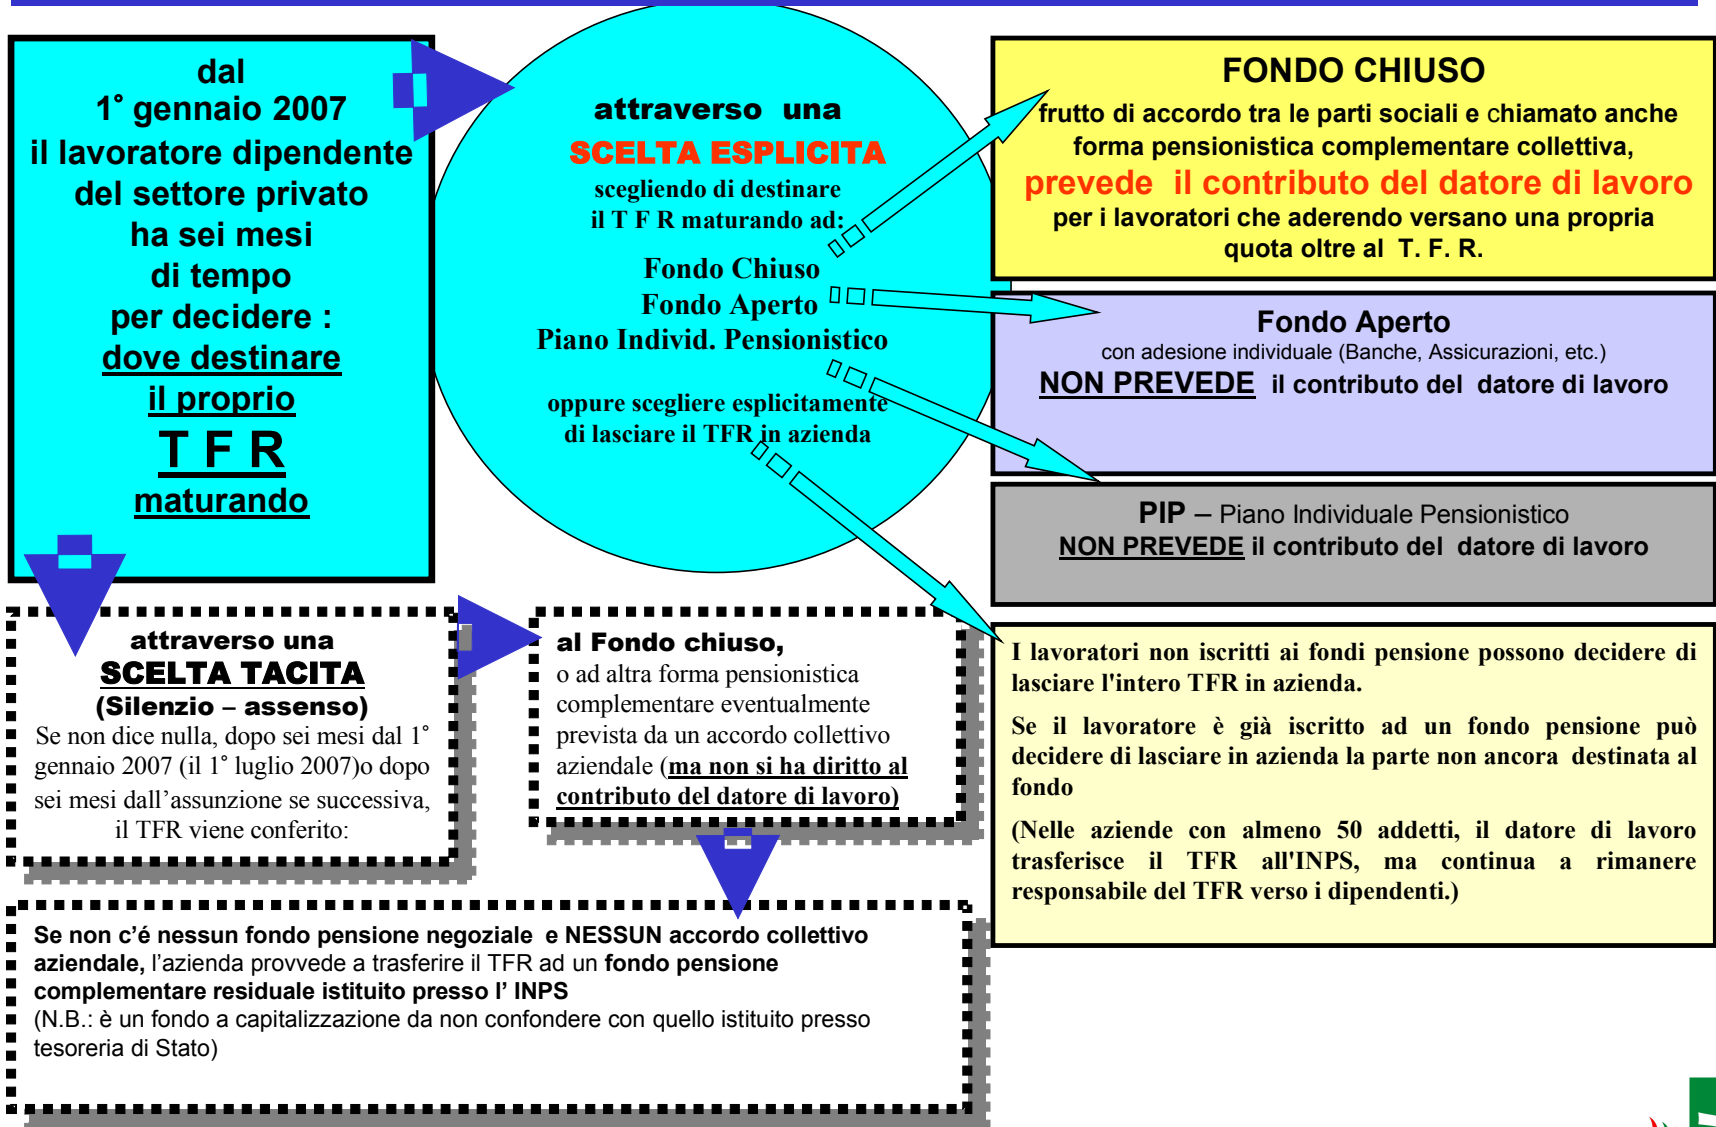 dal
1° gennaio 2007
il lavoratore dipendente
del settore privato
ha sei mesi
di tempo
per decidere :
dove destinare
il proprio
T F R
maturando
attraverso una
SCELTA ESPLICITA
scegliendo di destinare
il T F R maturando ad:
Fondo Chiuso
Fondo Aperto
Piano Individ. Pensionistico
oppure scegliere esplicitamente
di lasciare il TFR in azienda
FONDO CHIUSO
frutto di accordo tra le parti sociali e chiamato anche
forma pensionistica complementare collettiva,
prevede il contributo del datore di lavoro
per i lavoratori che aderendo versano una propria
quota oltre al T. F. R.
Fondo Aperto
con adesione individuale (Banche, Assicurazioni, etc.)
NON PREVEDE il contributo del datore di lavoro
PIP – Piano Individuale Pensionistico
NON PREVEDE il contributo del datore di lavoro
I lavoratori non iscritti ai fondi pensione possono decidere di
lasciare l'intero TFR in azienda.
Se il lavoratore è già iscritto ad un fondo pensione può
decidere di lasciare in azienda la parte non ancora destinata al
fondo
(Nelle aziende con almeno 50 addetti, il datore di lavoro
trasferisce il TFR all'INPS, ma continua a rimanere
responsabile del TFR verso i dipendenti.)
attraverso una
SCELTA TACITA
(Silenzio – assenso)
Se non dice nulla, dopo sei mesi dal 1°
gennaio 2007 (il 1° luglio 2007)o dopo
sei mesi dall’assunzione se successiva,
il TFR viene conferito:
al Fondo chiuso,
o ad altra forma pensionistica
complementare eventualmente
prevista da un accordo collettivo
aziendale (ma non si ha diritto al
contributo del datore di lavoro)
Se non c’é nessun fondo pensione negoziale e NESSUN accordo collettivo
aziendale, l’azienda provvede a trasferire il TFR ad un fondo pensione
complementare residuale istituito presso l’ INPS
(N.B.: è un fondo a capitalizzazione da non confondere con quello istituito presso
tesoreria di Stato)